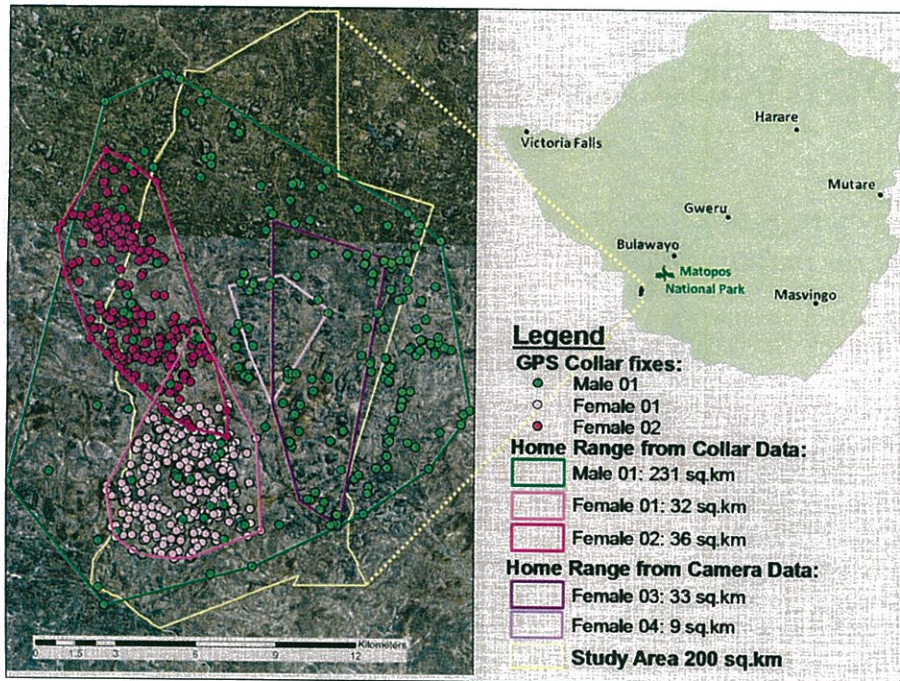 Harare
Victoria Falls
Mutare
Gweru
Bulawayo
Matopos
National Park
Masvingo
Legend
GPS Collar fixes:
Male 01
Female 01
Female 02
Home Range from Collar Data:
Male 01: 231 sq.km
Female 01: 32 sq.km
Female 02: 36 sq.km
Home Range from Camera Data:
Female 03: 33 sq.km
Female 04: 9 sq.km
Study Area 200 sq.km
Kilometers
0 1.5 3 6 9 12